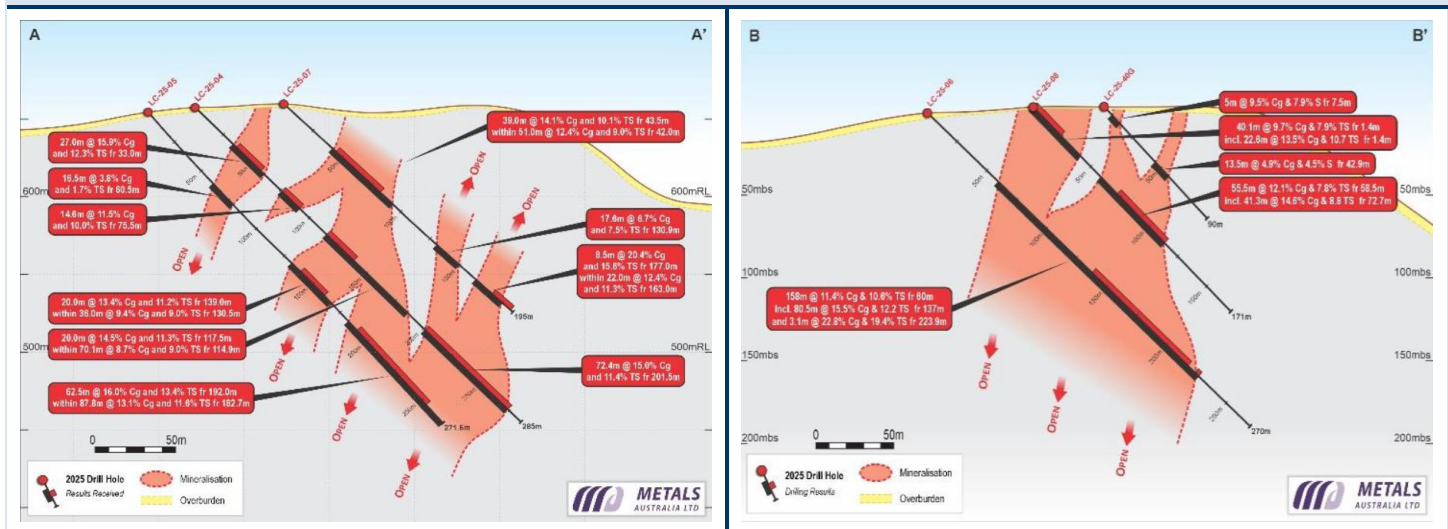 A
A'
LC-25-05
LC-25-04
LC-25-07
27.0m @ 15.0% Cg
and 12.3% TS fr 33.0m
16.5m @ 3.8% Cg
and 1.7% TS fr 60.5m
14.6m @ 11.5% Cg
and 10.0% TS fr 75.5m
39.0m @ 14.1% Cg and 10.1% TS fr 43.5m
within 51.0m @ 12.4% Cg and 9.0% TS fr 42.0m
600m
600mRL
OPEN
OPEN
OPEN
17.6m @ 6.7% Cg
and 7.5% TS fr 130.9m
8.5m @ 20.4% Cg
and 15.6% TS fr 177.0m
within 22.0m @ 12.4% Cg
and 11.3% TS fr 163.0m
195m
20.0m @ 13.4% Cg and 11.2% TS fr 139.0m
within 36.0m @ 9.4% Cg and 9.0% TS fr 130.5m
20.0m @ 14.5% Cg and 11.3% TS fr 117.5m
within 70.1m @ 8.7% Cg and 9.0% TS fr 114.9m
500m
500mRL
OPEN
72.4m @ 15.0% Cg
and 11.4% TS fr 201.5m
62.5m @ 16.0% Cg and 13.4% TS fr 192.0m
within 87.8m @ 13.1% Cg and 11.6% TS fr 182.7m
271.6m
285m
OPEN
OPEN
0 50m
2025 Drill Hole
Results Received
Mineralisation
Overburden
METALS
AUSTRALIA LTD
B
B'
LC-25-06
LC-25-08
LC-25-40G
5m @ 9.5% Cg & 7.9% S fr 7.5m
40.1m @ 9.7% Cg & 7.9% TS fr 1.4m
incl. 22.6m @ 13.5% Cg & 10.7 TS fr 1.4m
13.5m @ 4.9% Cg & 4.5% S fr 42.9m
55.5m @ 12.1% Cg & 7.8% TS fr 58.5m
incl. 41.3m @ 14.6% Cg & 8.8 TS fr 72.7m
50mbs
50mbs
90m
100mbs
100mbs
158m @ 11.4% Cg & 10.6% TS fr 60m
Incl. 80.5m @ 15.5% Cg & 12.2 TS fr 137m
and 3.1m @ 22.8% Cg & 19.4% TS fr 223.9m
171m
150mbs
150mbs
OPEN
OPEN
OPEN
270m
200mbs
200mbs
0 50m
2025 Drill Hole
Drilling Results
Mineralisation
Overburden
METALS
AUSTRALIA LTD